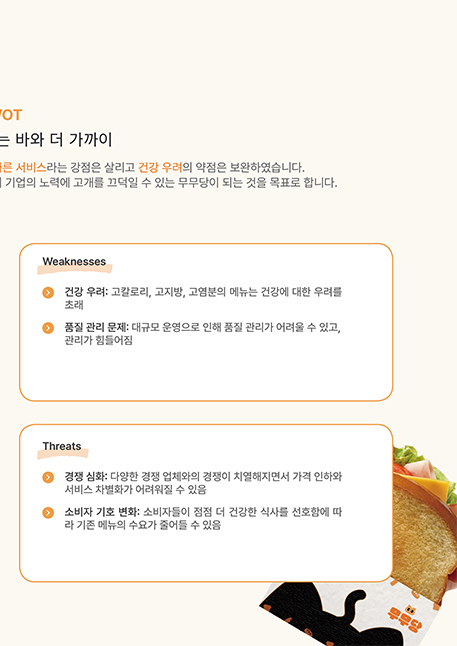 WOT
는 바와 더 가까이
른 서비스라는 강점은 살리고 건강 우려의 약점은 보완하였습니다.
기업의 노력에 고개를 끄덕일 수 있는 무무당이 되는 것을 목표로 합니다.
Weaknesses
건강 우려: 고칼로리, 고지방, 고염분의 메뉴는 건강에 대한 우려를
초래
품질 관리 문제: 대규모 운영으로 인해 품질 관리가 어려울 수 있고,
관리가 힘들어짐
Threats
경쟁 심화: 다양한 경쟁 업체와의 경쟁이 치열해지면서 가격 인하와
서비스 차별화가 어려워질 수 있음
소비자 기호 변화: 소비자들이 점점 더 건강한 식사를 선호함에 따
라 기존 메뉴의 수요가 줄어들 수 있음
무무당